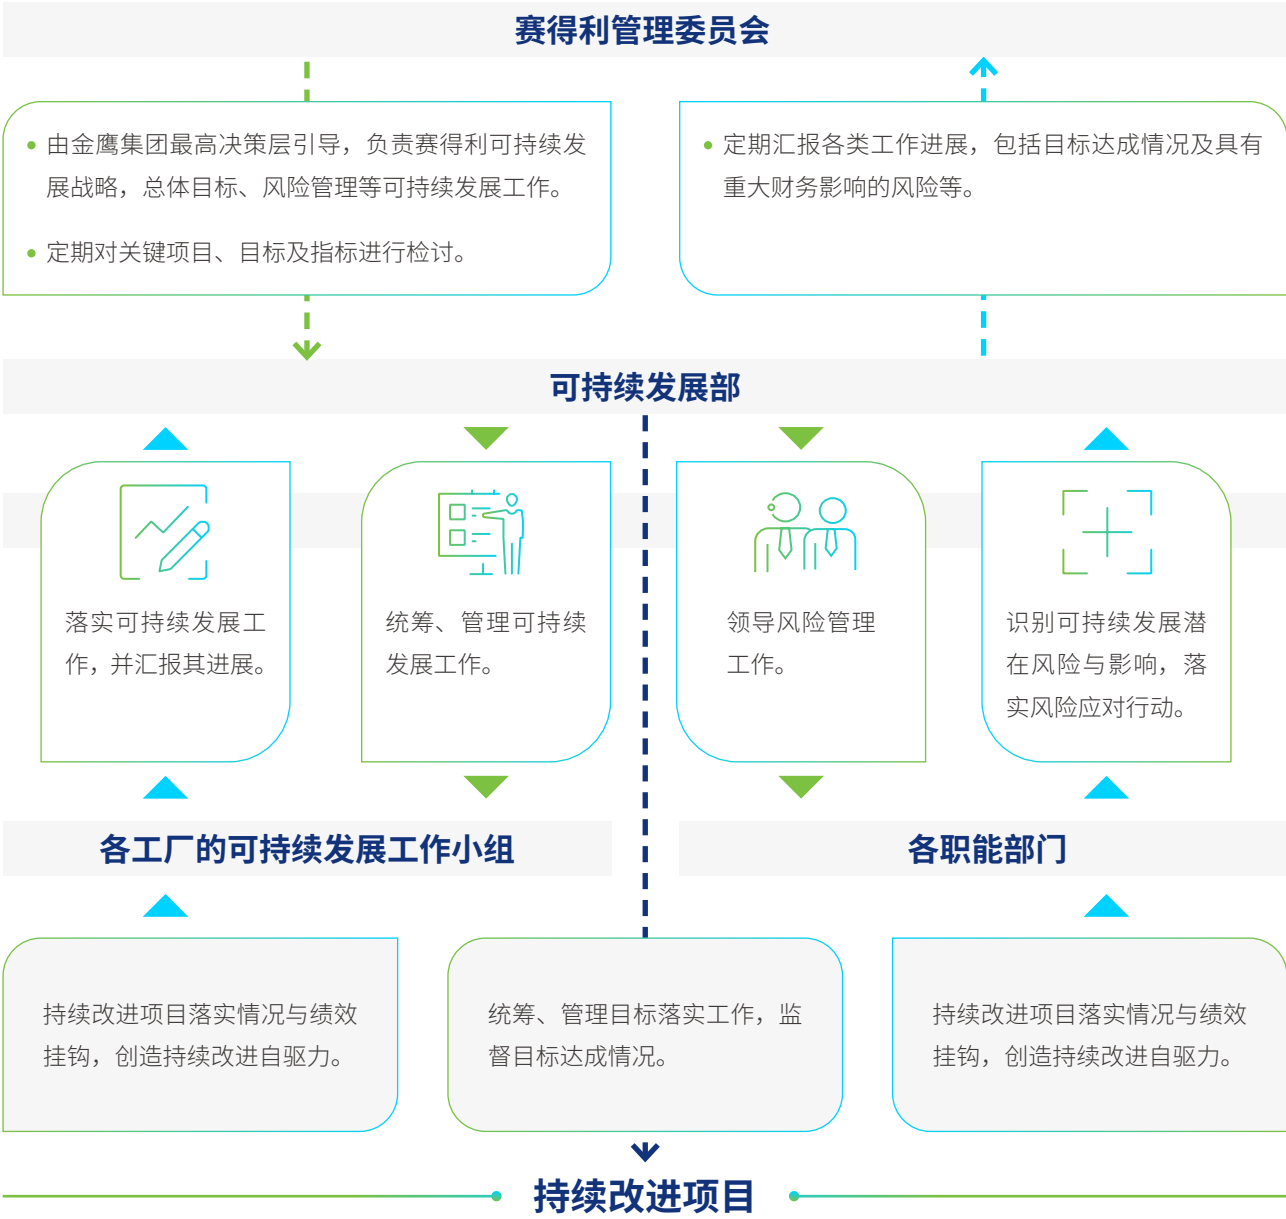 赛得利管理委员会
由金鹰集团最高决策层引导，负责赛得利可持续发
展战略，总体目标、风险管理等可持续发展工作。
定期对关键项目、目标及指标进行检讨。
定期汇报各类工作进展，包括目标达成情况及具有
重大财务影响的风险等。
可持续发展部
落实可持续发展工
作，并汇报其进展。
统筹、管理可持续
发展工作。
领导风险管理
工作。
识别可持续发展潜
在风险与影响，落
实风险应对行动。
各工厂的可持续发展工作小组
各职能部门
持续改进项目落实情况与绩效
挂钩，创造持续改进自驱力。
统筹、管理目标落实工作，监
督目标达成情况。
持续改进项目落实情况与绩效
挂钩，创造持续改进自驱力。
持续改进项目